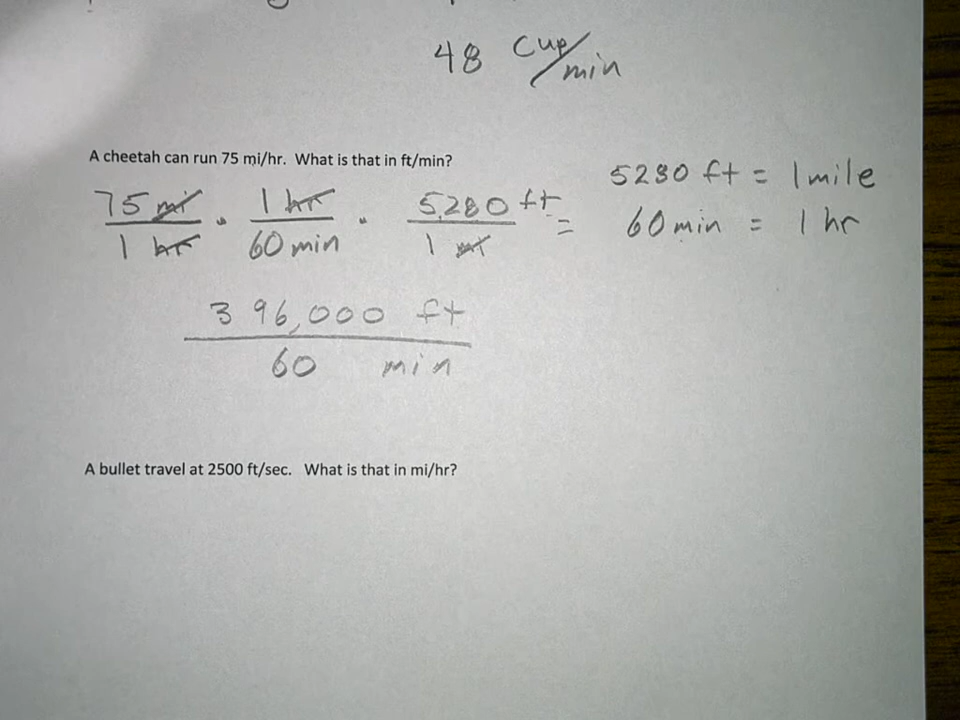 48 cup/min
A cheetah can run 75 mi/hr. What is that in ft/min?
5280 ft = 1 mile
60 min = 1 hr
75 mi/1 hr · 1 hr/60 min · 5,280 ft/1 mi =
396,000 ft
60 min
A bullet travel at 2500 ft/sec. What is that in mi/hr?